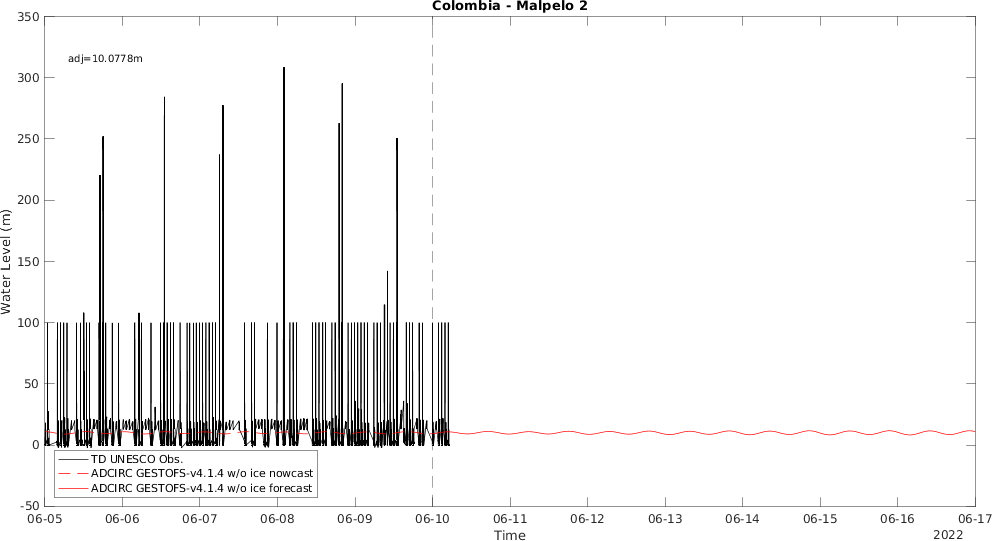 Colombia - Malpelo 2
adj=10.0778m
Water Level (m)
350
300
250
200
150
100
50
0
-50
TD UNESCO Obs.
ADCIRC GESTOFS-v4.1.4 w/o ice nowcast
ADCIRC GESTOFS-v4.1.4 w/o ice forecast
06-05 06-06 06-07 06-08 06-09 06-10 06-11 06-12 06-13 06-14 06-15 06-16 06-17
Time
2022